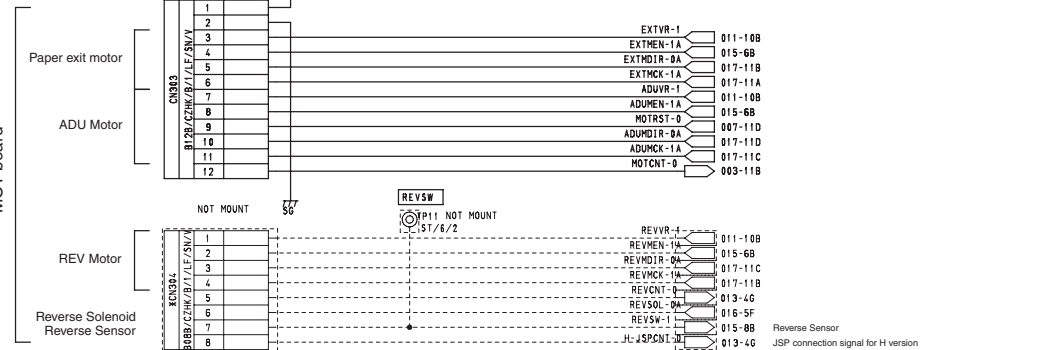 1
2
EXTVR-1
3 011-10B
EXTMEN-1A
4 015-6B
Paper exit motor
EXTMDIR-0A
5 017-11B
EXTMCK-1A
6 017-11A
CN303
B12B/CZHK/B/1/LF/SN/V
ADUVR-1
7 011-10B
ADUMEN-1A
8 015-6B
ADU Motor
MOTRST-0
9 007-11D
ADUMDIR-0A
10 017-11D
ADUMCK-1A
11 017-11C
MOTCNT-0
12 003-11B
REVSW
NOT MOUNT
SG
TP11 NOT MOUNT
ST/6/2
REVVR-1
1 011-10B
REVMEN-1A
2 015-6B
REV Motor
REVMDIR-0A
3 017-11C
REVMCK-1A
4 017-11B
※CN304
B08B/CZHK/B/1/LF/SN/V
REVCNT-0
5 013-4G
REVSOL-0A
6 016-5F
Reverse Solenoid
Reverse Sensor
REVSW-1
7 015-8B Reverse Sensor
H-JSPCNT-0
8 013-4G JSP connection signal for H version